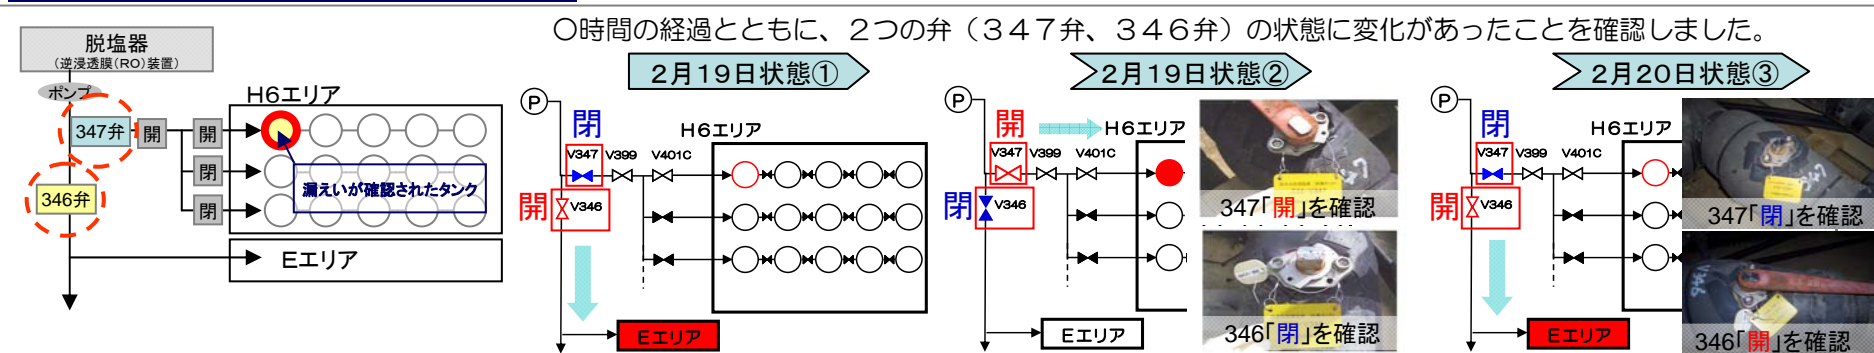 〇時間の経過とともに、２つの弁（３４７弁、３４６弁）の状態に変化があったことを確認しました。
脱塩器
(逆浸透膜(RO)装置)
ポンプ
H6エリア
347弁
開
開
閉
閉
346弁
漏えいが確認されたタンク
Eエリア
２月１９日状態①
P
閉
H6エリア
V347
V399
V401C
開
V346
Eエリア
２月１９日状態②
P
開
H6エリア
V347
V399
V401C
閉
V346
Eエリア
347「開」を確認
346「閉」を確認
２月２０日状態③
P
閉
H6エリア
V347
V399
V401C
開
V346
Eエリア
347「閉」を確認
346「開」を確認